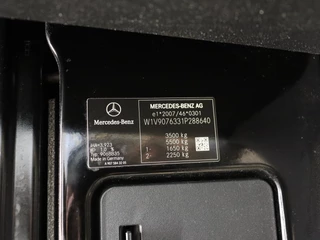 Mercedes-Benz
MERCEDES-BENZ AG
e1*2007/46*0301
W1V9076331P288640
3500 kg
5500 kg
1- 1650 kg
2- 2250 kg
Made in Germany